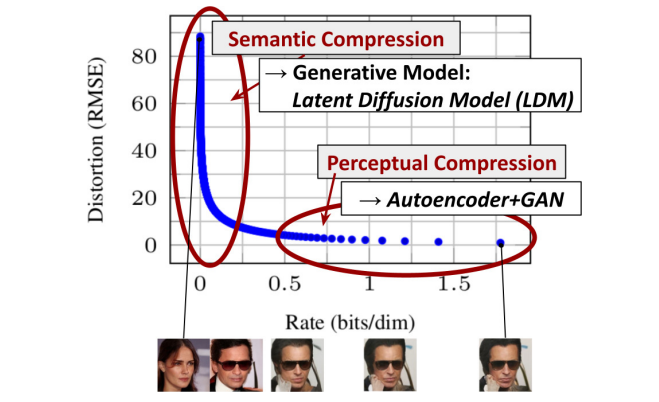 Semantic Compression
→ Generative Model:
Latent Diffusion Model (LDM)
Perceptual Compression
→ Autoencoder+GAN
Distortion (RMSE)
80
60
40
20
0
0
0.5
1
1.5
Rate (bits/dim)